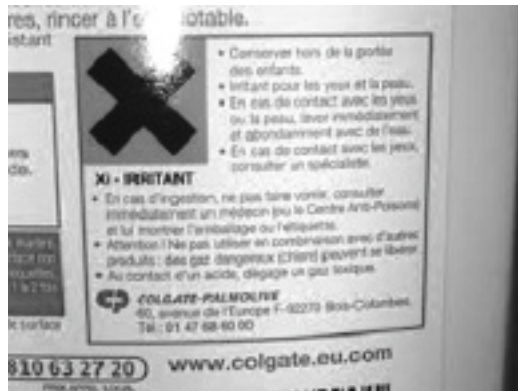 res, rincer à l'e
otable.
istant
• Conserver hors de la portée
des enfants.
• Irritant pour les yeux et la peau.
• En cas de contact avec les yeux
ou la peau, laver immédiatement
et abondamment avec de l'eau.
• En cas de contact avec les yeux,
consulter un spécialiste.
Xi - IRRITANT
• En cas d'ingestion, ne pas faire vomir, consulter
immédiatement un médecin (ou le Centre Anti-Poisons)
et lui montrer l'emballage ou l'étiquette.
• Attention ! Ne pas utiliser en combinaison avec d'autres
produits : des gaz dangereux (chlore) peuvent se libérer
• Au contact d'un acide, dégage un gaz toxique.
COLGATE-PALMOLIVE
60, avenue de l'Europe F-92270 Bois-Colombes.
Tél.: 01 47 68 60 00
surface
810 63 27 20)
www.colgate.eu.com